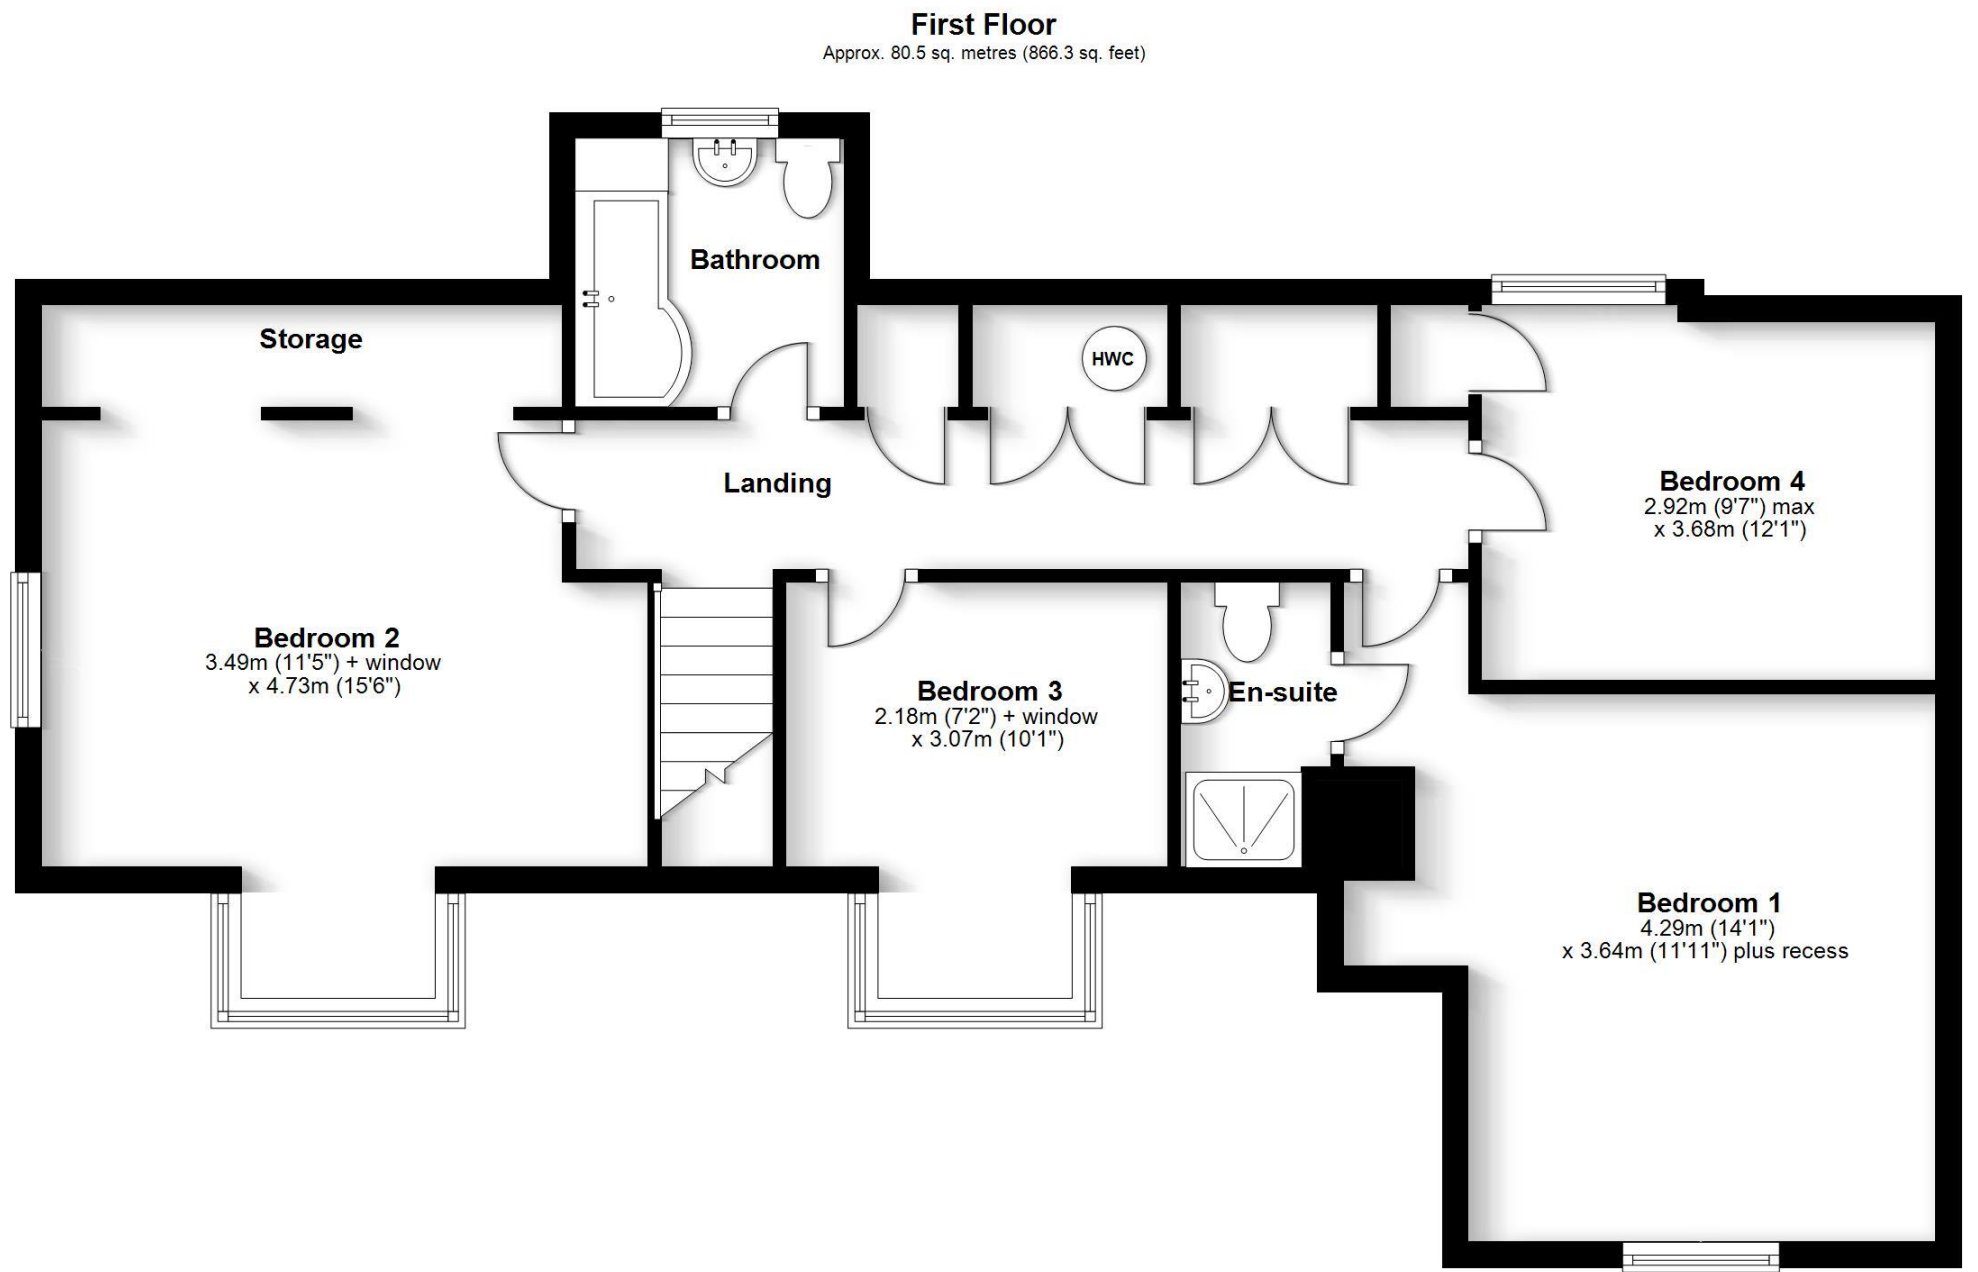 First Floor
Approx. 80.5 sq. metres (866.3 sq. feet)
Bathroom
Storage
HWC
Landing
Bedroom 4
2.92m (9'7") max
x 3.68m (12'1")
Bedroom 2
3.49m (11'5") + window
x 4.73m (15'6")
Bedroom 3
2.18m (7'2") + window
x 3.07m (10'1")
En-suite
Bedroom 1
4.29m (14'1")
x 3.64m (11'11") plus recess